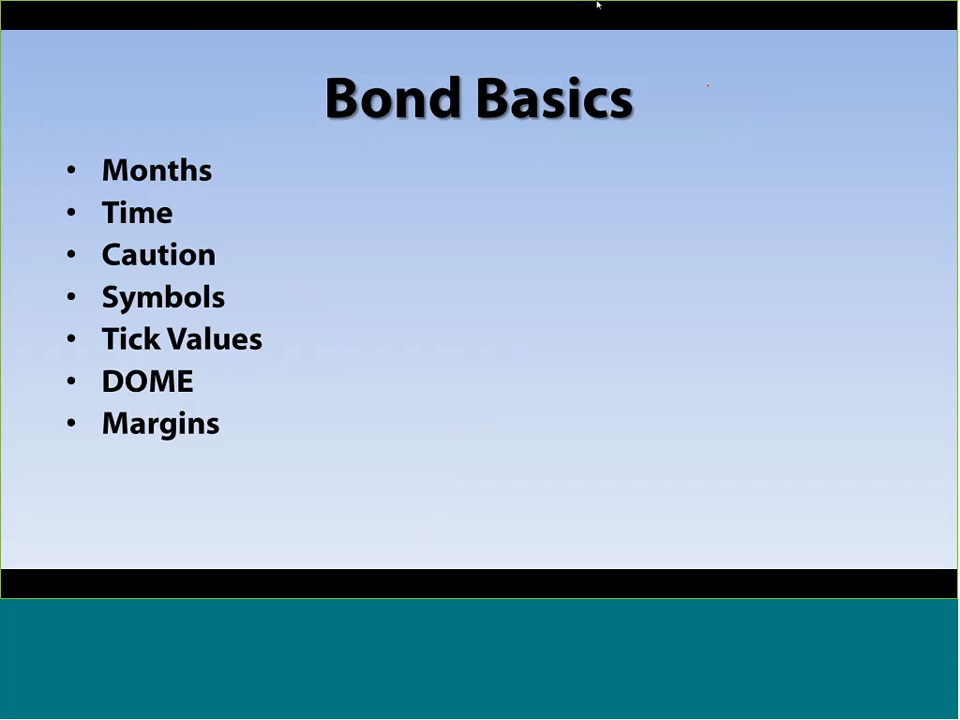 Bond Basics
• Months
• Time
• Caution
• Symbols
• Tick Values
• DOME
• Margins